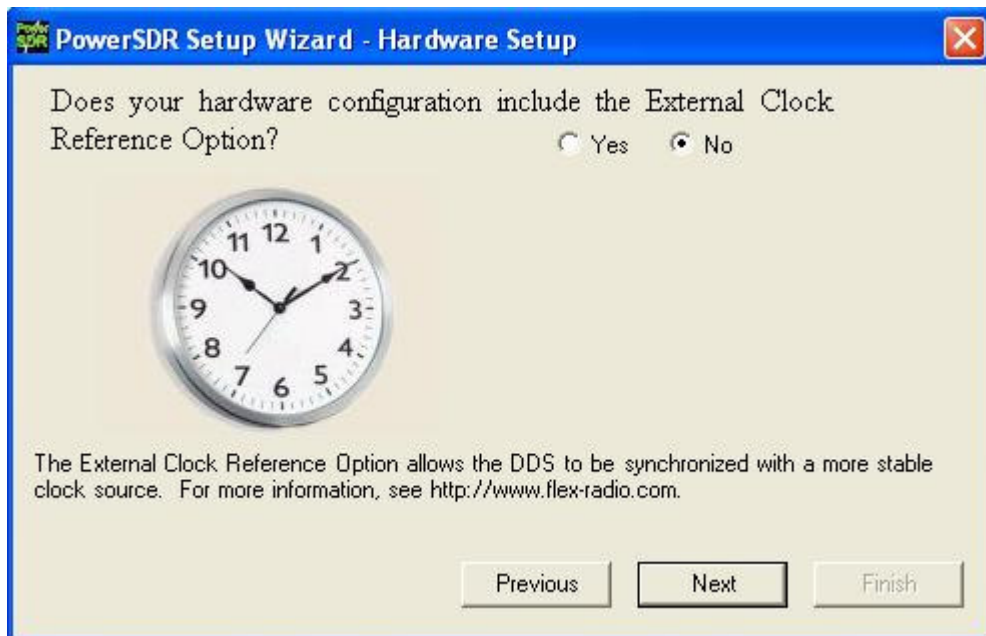 Power SDR
PowerSDR Setup Wizard - Hardware Setup
Does your hardware configuration include the External Clock
Reference Option?
Yes
No
12
1
2
3
4
5
6
7
8
9
10
11
The External Clock Reference Option allows the DDS to be synchronized with a more stable
clock source. For more information, see http://www.flex-radio.com.
Previous
Next
Finish